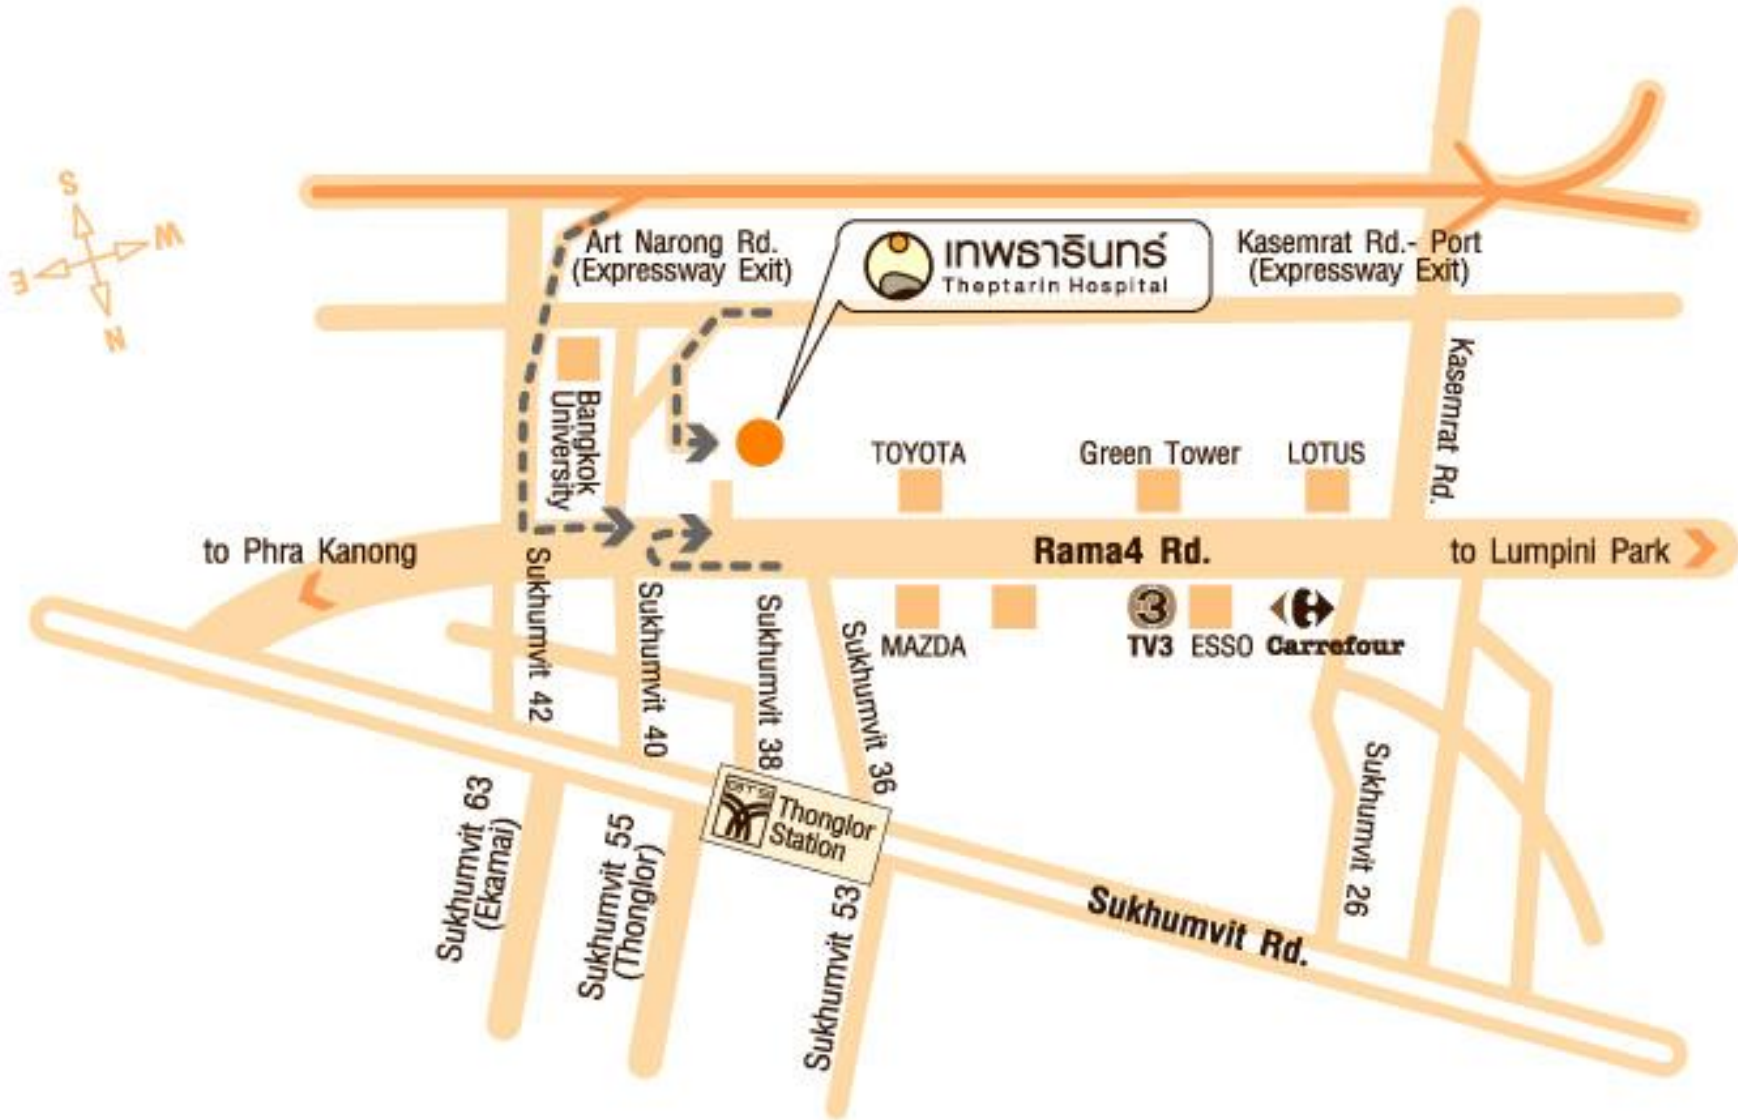 S
W
E
N
Art Narong Rd.
(Expressway Exit)
เทพธารินทร์
Theptarin Hospital
Kasemrat Rd.- Port
(Expressway Exit)
Bangkok
University
Kasemrat Rd.
TOYOTA
Green Tower
LOTUS
to Phra Kanong
Rama4 Rd.
to Lumpini Park
Sukhumvit 42
Sukhumvit 40
Sukhumvit 38
Sukhumvit 36
MAZDA
3
TV3
ESSO
Carrefour
Sukhumvit 63
(Ekamai)
Sukhumvit 55
(Thonglor)
BTS
Thonglor
Station
Sukhumvit 53
Sukhumvit Rd.
Sukhumvit 26